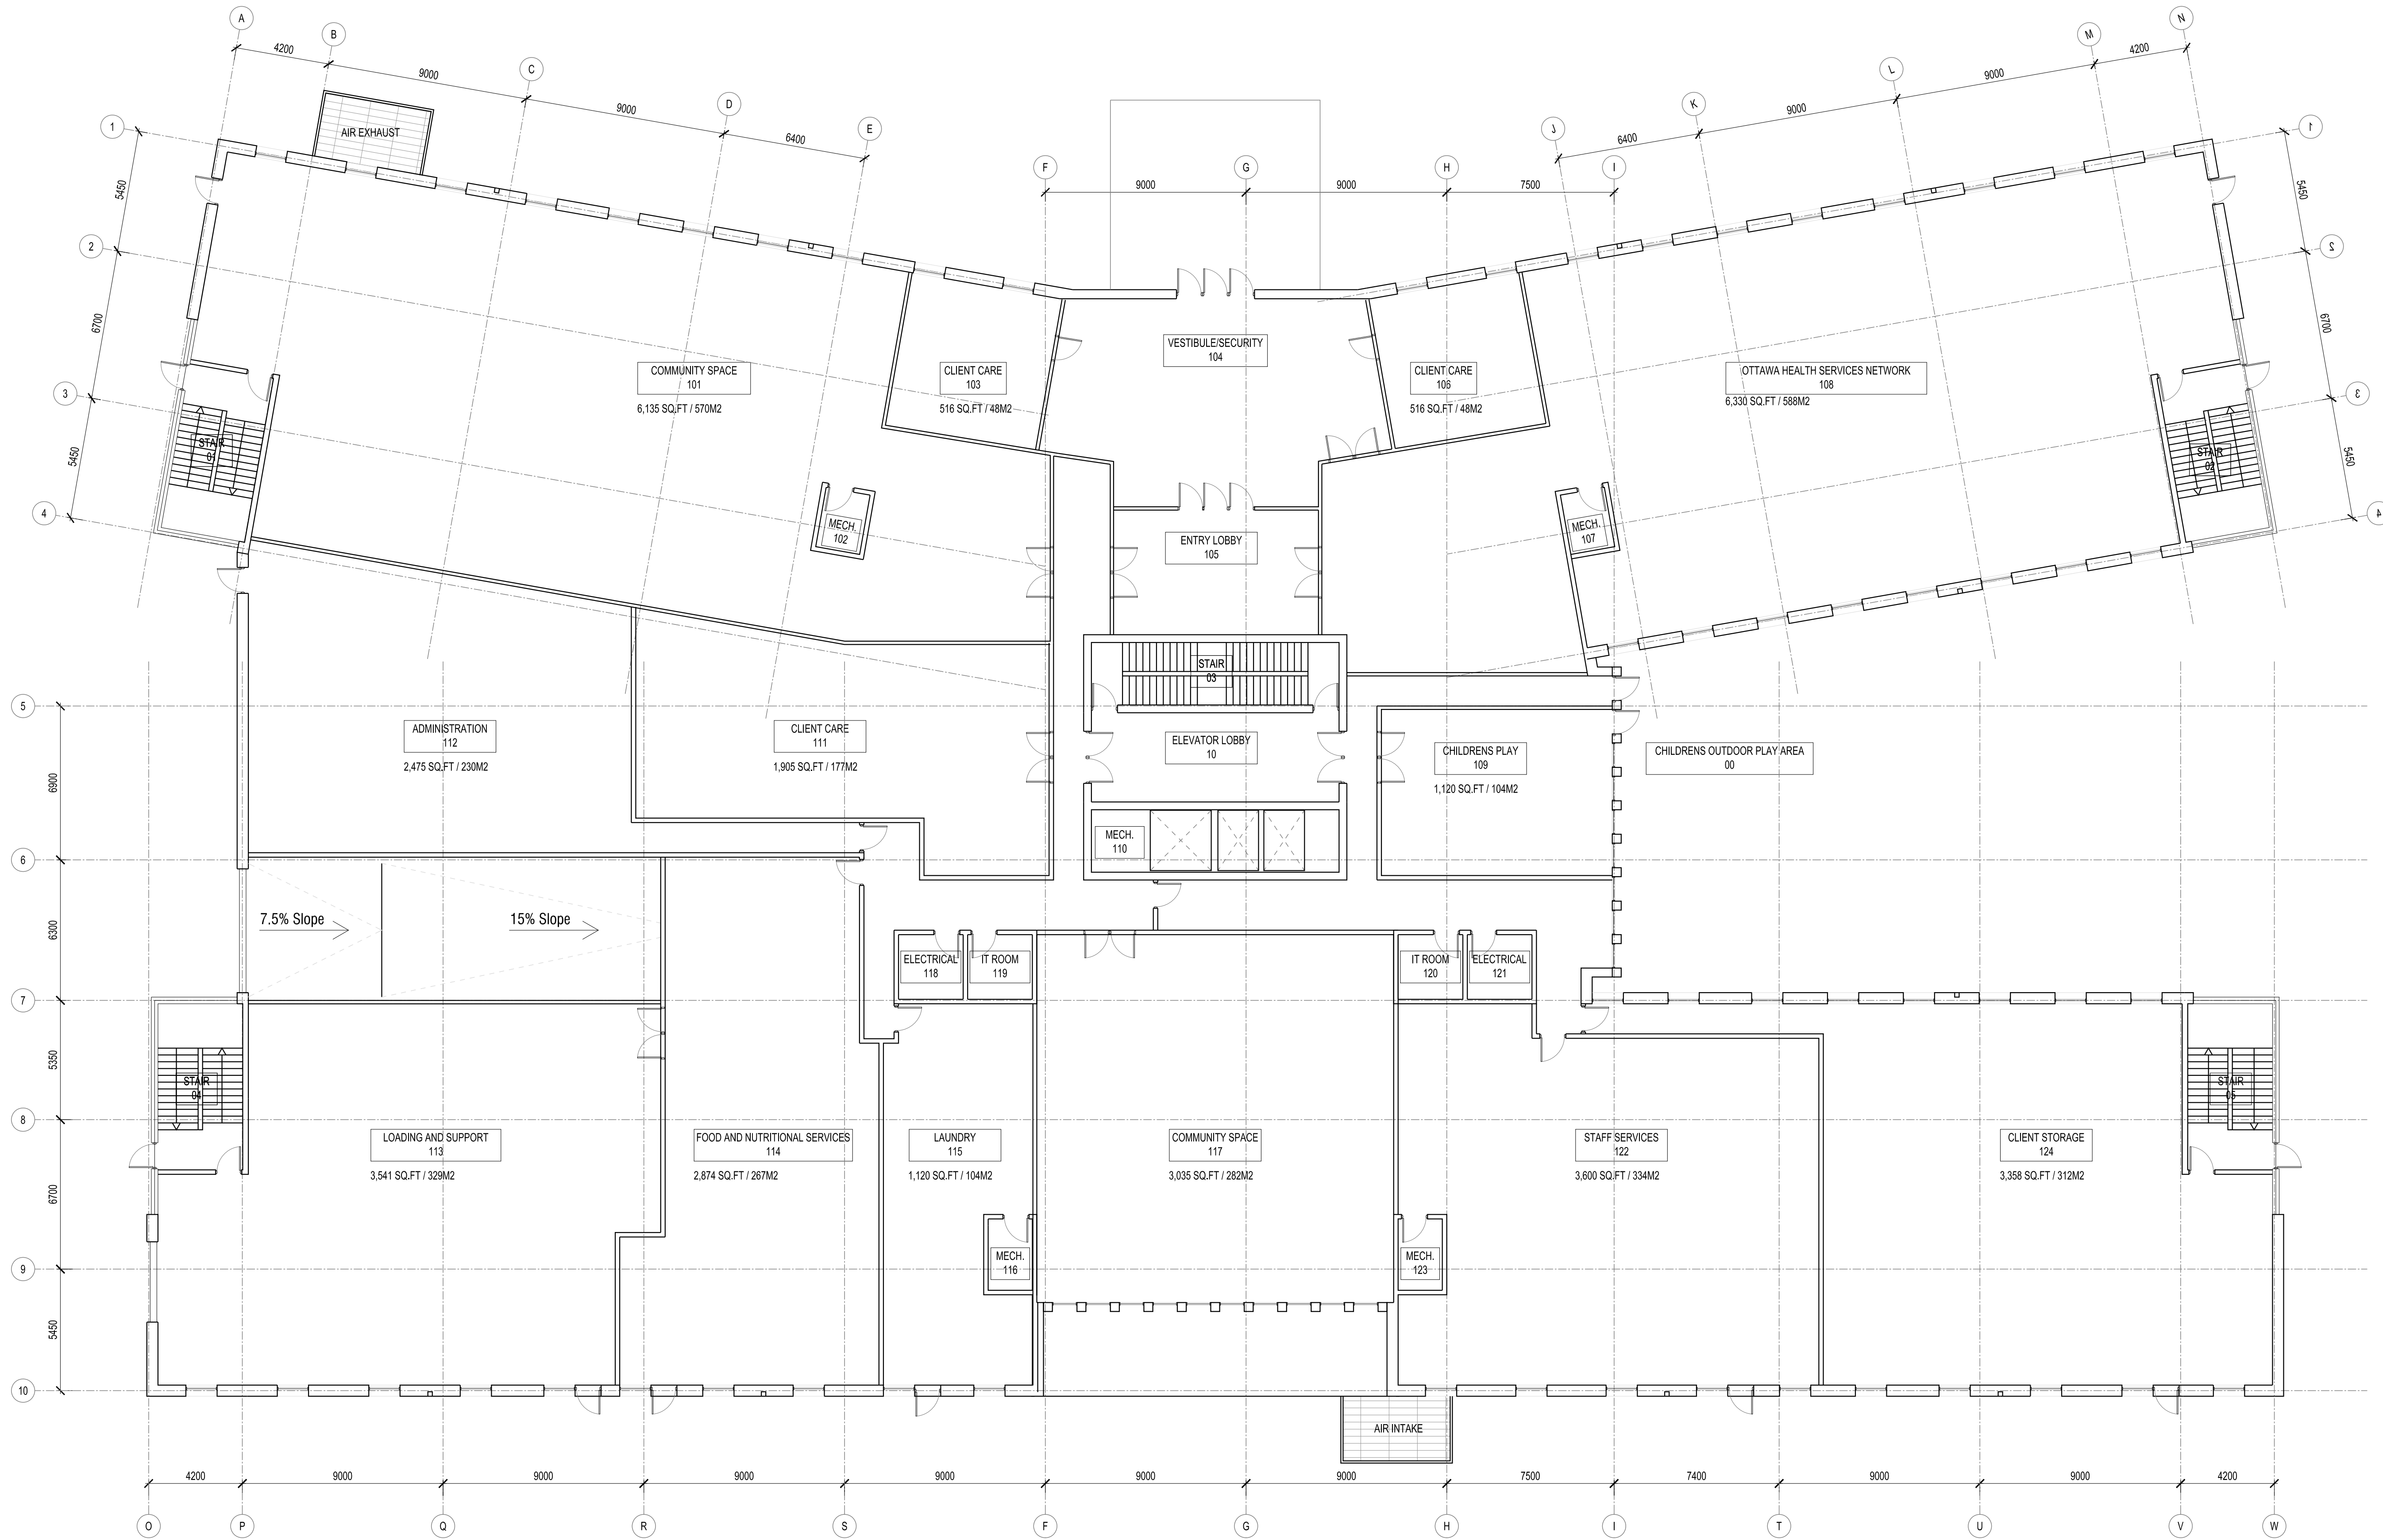 A
B
C
D
E
F
G
H
I
J
K
L
M
N
4200
9000
9000
6400
9000
9000
7500
6400
9000
9000
4200
1
2
3
4
5450
6700
5450
1
2
3
4
5450
6700
5450
AIR EXHAUST
COMMUNITY SPACE
101
6,135 SQ.FT / 570M2
CLIENT CARE
103
516 SQ.FT / 48M2
VESTIBULE/SECURITY
104
CLIENT CARE
106
516 SQ.FT / 48M2
OTTAWA HEALTH SERVICES NETWORK
108
6,330 SQ.FT / 588M2
STAIR
01
STAIR
02
MECH.
102
ENTRY LOBBY
105
MECH.
107
STAIR
03
5
6
7
8
9
10
6900
6300
5350
6700
5450
ADMINISTRATION
112
2,475 SQ.FT / 230M2
CLIENT CARE
111
1,905 SQ.FT / 177M2
ELEVATOR LOBBY
10
CHILDRENS PLAY
109
1,120 SQ.FT / 104M2
CHILDRENS OUTDOOR PLAY AREA
00
MECH.
110
7.5% Slope
15% Slope
ELECTRICAL
118
IT ROOM
119
IT ROOM
120
ELECTRICAL
121
STAIR
04
STAIR
05
LOADING AND SUPPORT
113
3,541 SQ.FT / 329M2
FOOD AND NUTRITIONAL SERVICES
114
2,874 SQ.FT / 267M2
LAUNDRY
115
1,120 SQ.FT / 104M2
COMMUNITY SPACE
117
3,035 SQ.FT / 282M2
STAFF SERVICES
122
3,600 SQ.FT / 334M2
CLIENT STORAGE
124
3,358 SQ.FT / 312M2
MECH.
116
MECH.
123
AIR INTAKE
4200
9000
9000
9000
9000
9000
9000
7500
7400
9000
9000
4200
O
P
Q
R
S
F
G
H
I
T
U
V
W